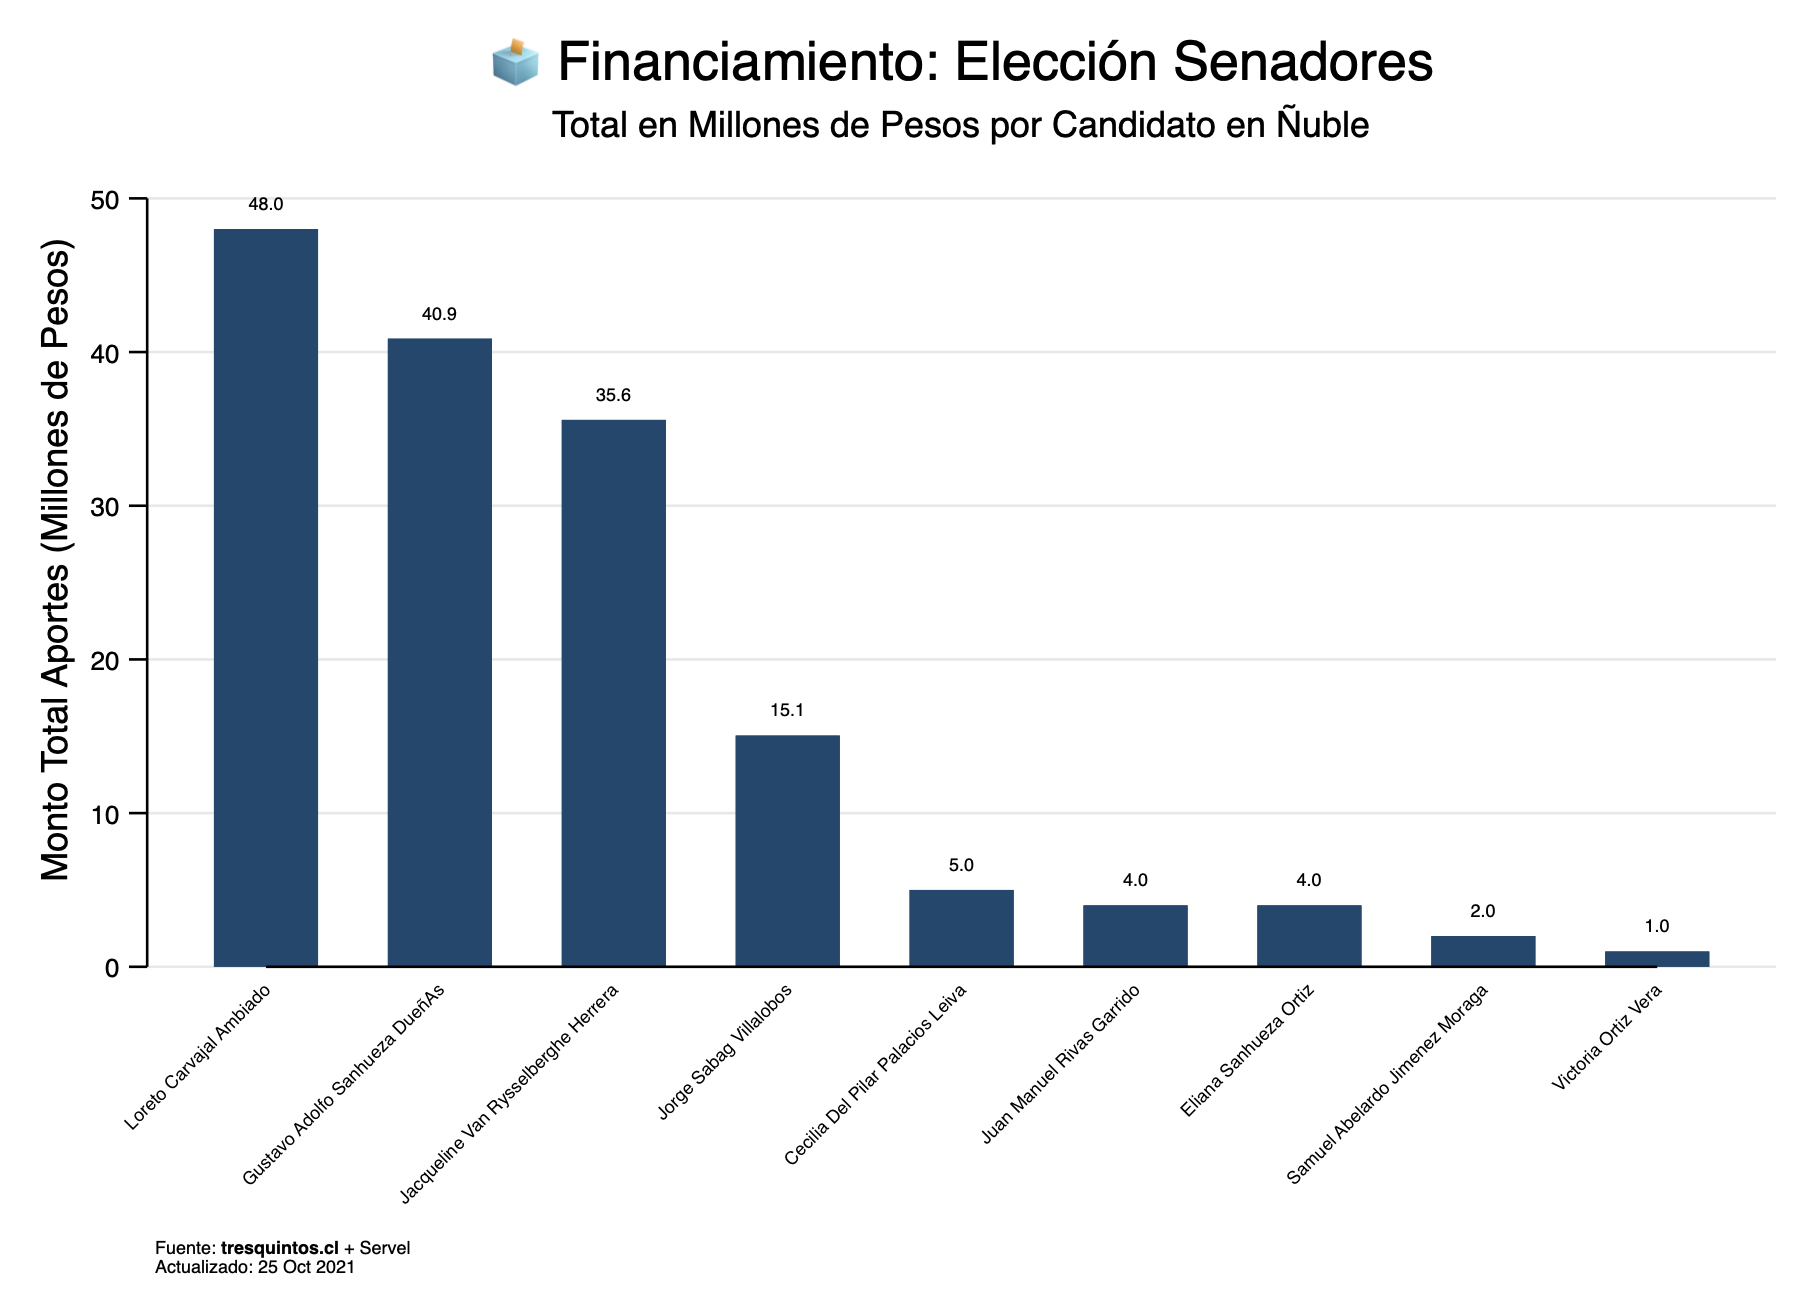 Financiamiento: Elección Senadores
Total en Millones de Pesos por Candidato en Ñuble
Monto Total Aportes (Millones de Pesos)
50
40
30
20
10
0
48.0
40.9
35.6
15.1
5.0
4.0
4.0
2.0
1.0
Loreto Carvajal Ambiado
Gustavo Adolfo Sanhueza DueñAs
Jacqueline Van Rysselberghe Herrera
Jorge Sabag Villalobos
Cecilia Del Pilar Palacios Leiva
Juan Manuel Rivas Garrido
Eliana Sanhueza Ortiz
Samuel Abelardo Jimenez Moraga
Victoria Ortiz Vera
Fuente: tresquintos.cl + Servel
Actualizado: 25 Oct 2021